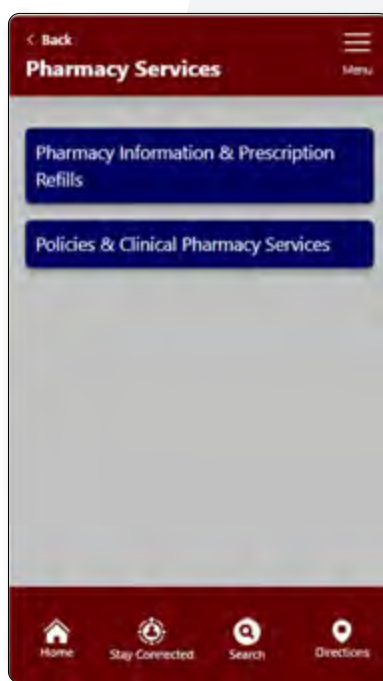 < Back
Pharmacy Services
Menu
Pharmacy Information & Prescription
Refills
Policies & Clinical Pharmacy Services
Home
Stay Connected
Search
Directions